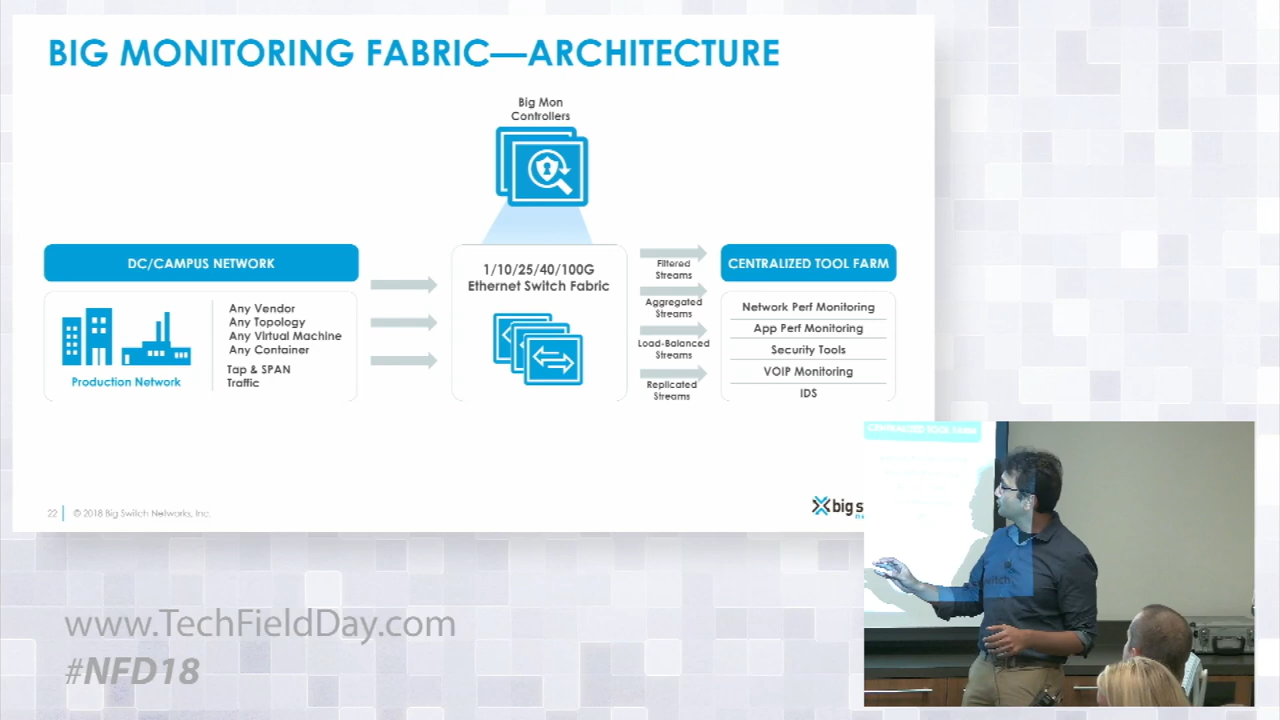 BIG MONITORING FABRIC—ARCHITECTURE
Big Mon
Controllers
DC/CAMPUS NETWORK
Any Vendor
Any Topology
Any Virtual Machine
Any Container
Tap & SPAN
Traffic
Production Network
1/10/25/40/100G
Ethernet Switch Fabric
Filtered
Streams
Aggregated
Streams
Load-Balanced
Streams
Replicated
Streams
CENTRALIZED TOOL FARM
Network Perf Monitoring
App Perf Monitoring
Security Tools
VOIP Monitoring
IDS
22
© 2018 Big Switch Networks, Inc.
big s
CENTRALIZED TOOL FARM
www.TechFieldDay.com
#NFD18